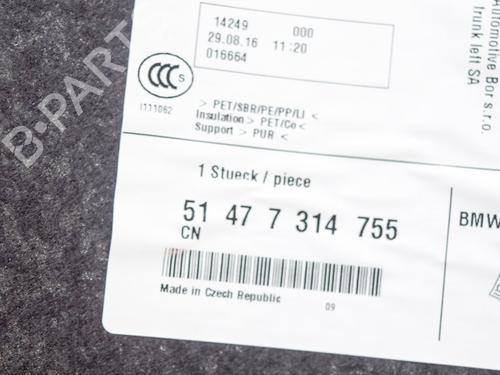 14249 000
29.08.16 11:20
016664
CCC S
I111062
> PET/SBR/PE/PP/LI <
Insulation > PET/Co <
Support > PUR <
1 Stueck / piece
51 47 7 314 755
CN
Made in Czech Republic 09
Automotive Bor s.r.o.
trunk left SA
BMW
B-PARTS